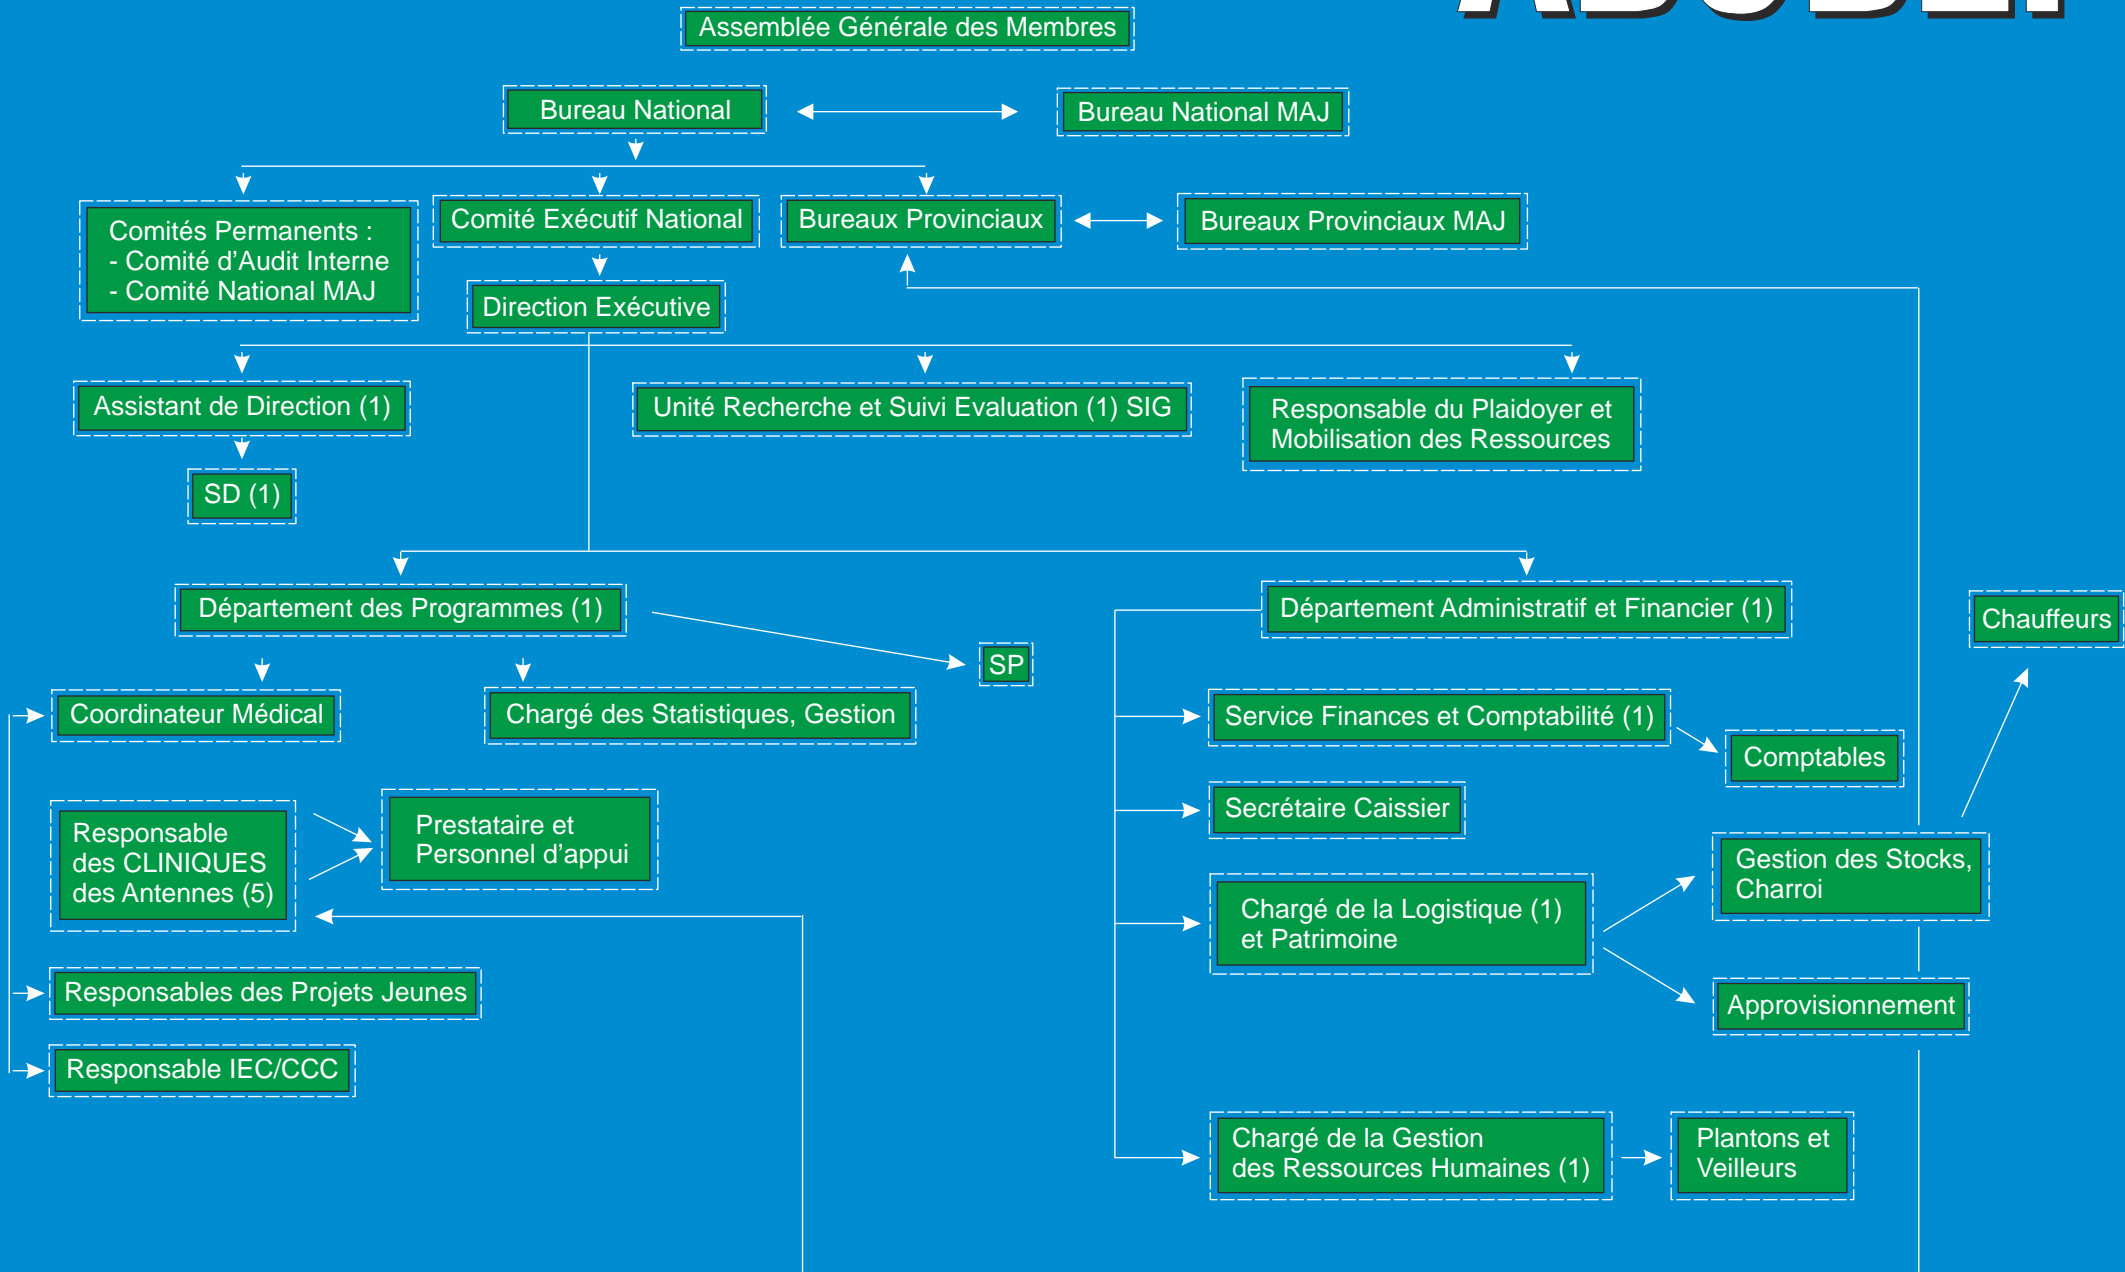 Assemblée Générale des Membres
Bureau National
Bureau National MAJ
Comités Permanents :
- Comité d’Audit Interne
- Comité National MAJ
Comité Exécutif National
Bureaux Provinciaux
Bureaux Provinciaux MAJ
Direction Exécutive
Assistant de Direction (1)
Unité Recherche et Suivi Evaluation (1) SIG
Responsable du Plaidoyer et
Mobilisation des Ressources
SD (1)
Département des Programmes (1)
Département Administratif et Financier (1)
Chauffeurs
SP
Coordinateur Médical
Chargé des Statistiques, Gestion
Service Finances et Comptabilité (1)
Comptables
Secrétaire Caissier
Responsable
des CLINIQUES
des Antennes (5)
Prestataire et
Personnel d’appui
Gestion des Stocks,
Charroi
Chargé de la Logistique (1)
et Patrimoine
Responsables des Projets Jeunes
Approvisionnement
Responsable IEC/CCC
Chargé de la Gestion
des Ressources Humaines (1)
Plantons et
Veilleurs